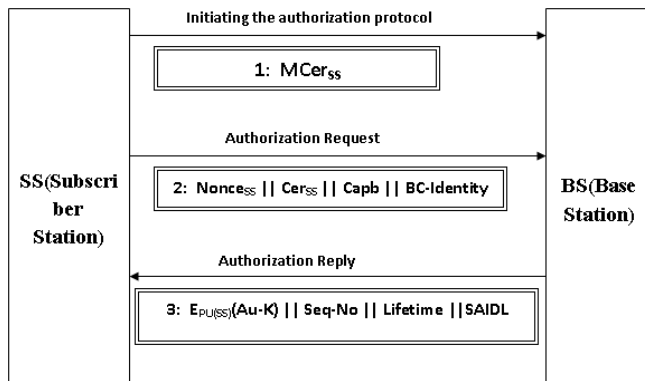 Initiating the authorization protocol
1: MCerSS
Authorization Request
2: NonceSS || CerSS || Capb || BC-Identity
SS(Subscri
ber
Station)
BS(Base
Station)
Authorization Reply
3: EPU(SS)(Au-K) || Seq-No || Lifetime ||SAIDL